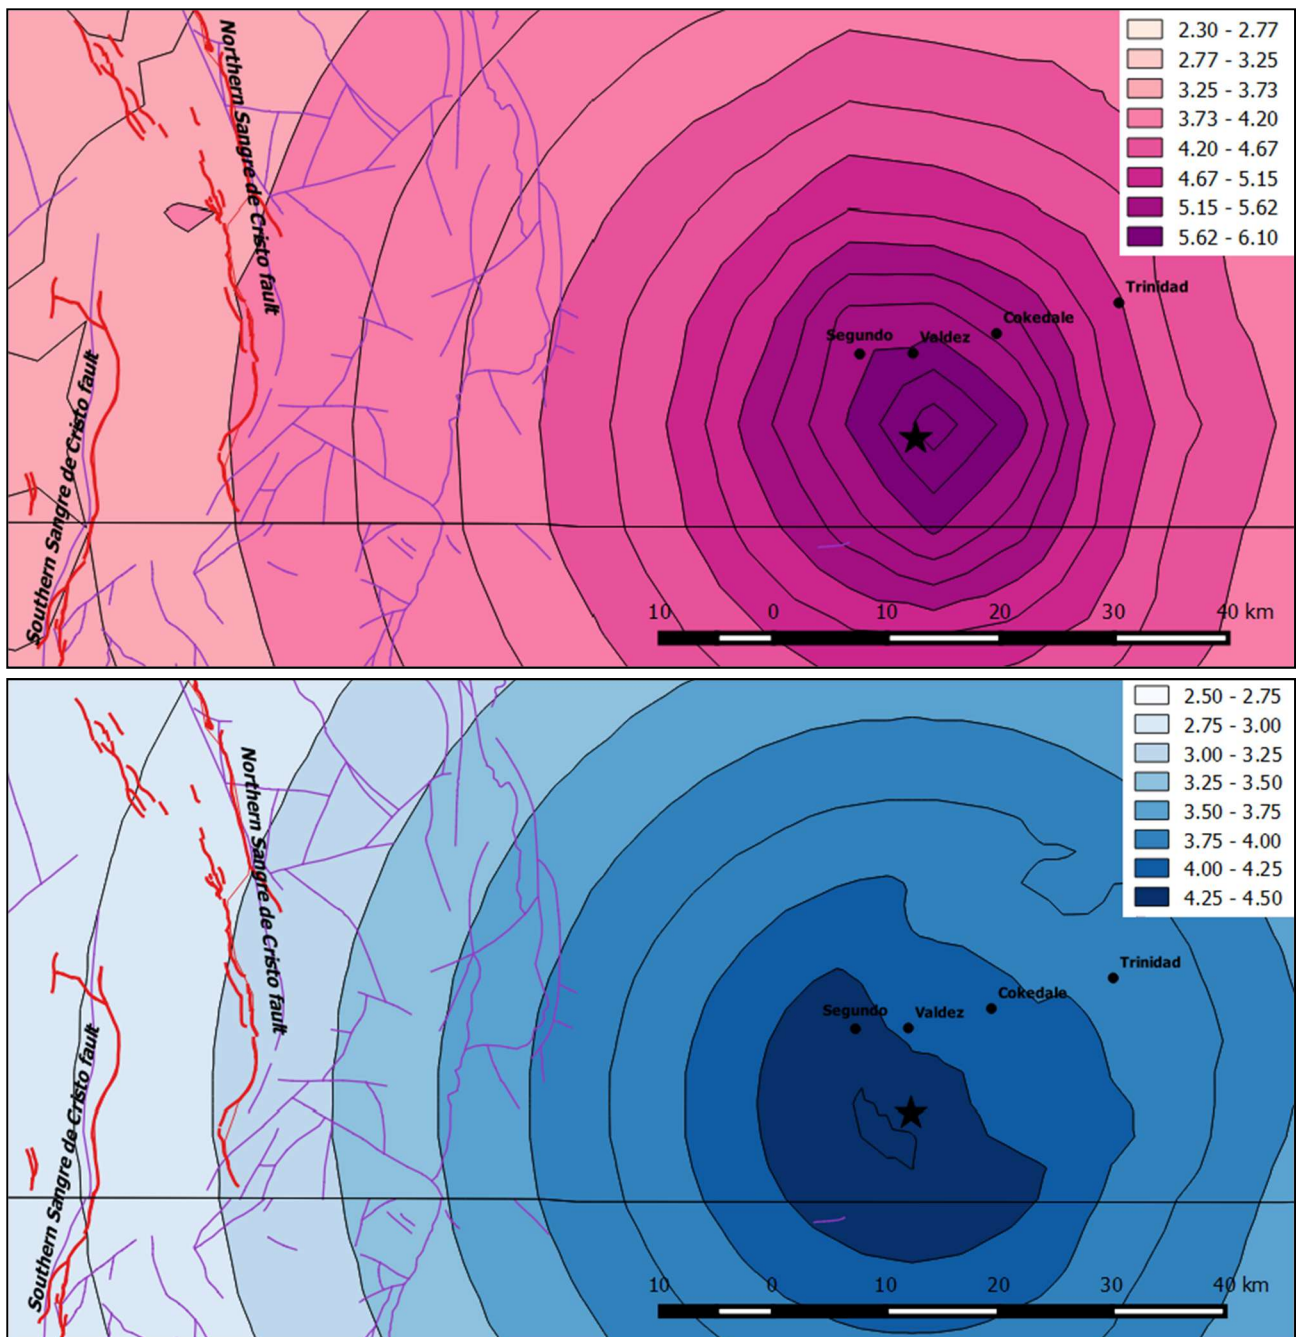 2.30 - 2.77
2.77 - 3.25
3.25 - 3.73
3.73 - 4.20
4.20 - 4.67
4.67 - 5.15
5.15 - 5.62
5.62 - 6.10
Northern Sangre de Cristo fault
Trinidad
Cokedale
Segundo
Valdez
Southern Sangre de Cristo fault
10 0 10 20 30 40 km
2.50 - 2.75
2.75 - 3.00
3.00 - 3.25
3.25 - 3.50
3.50 - 3.75
3.75 - 4.00
4.00 - 4.25
4.25 - 4.50
Northern Sangre de Cristo fault
Trinidad
Cokedale
Segundo
Valdez
Southern Sangre de Cristo fault
10 0 10 20 30 40 km